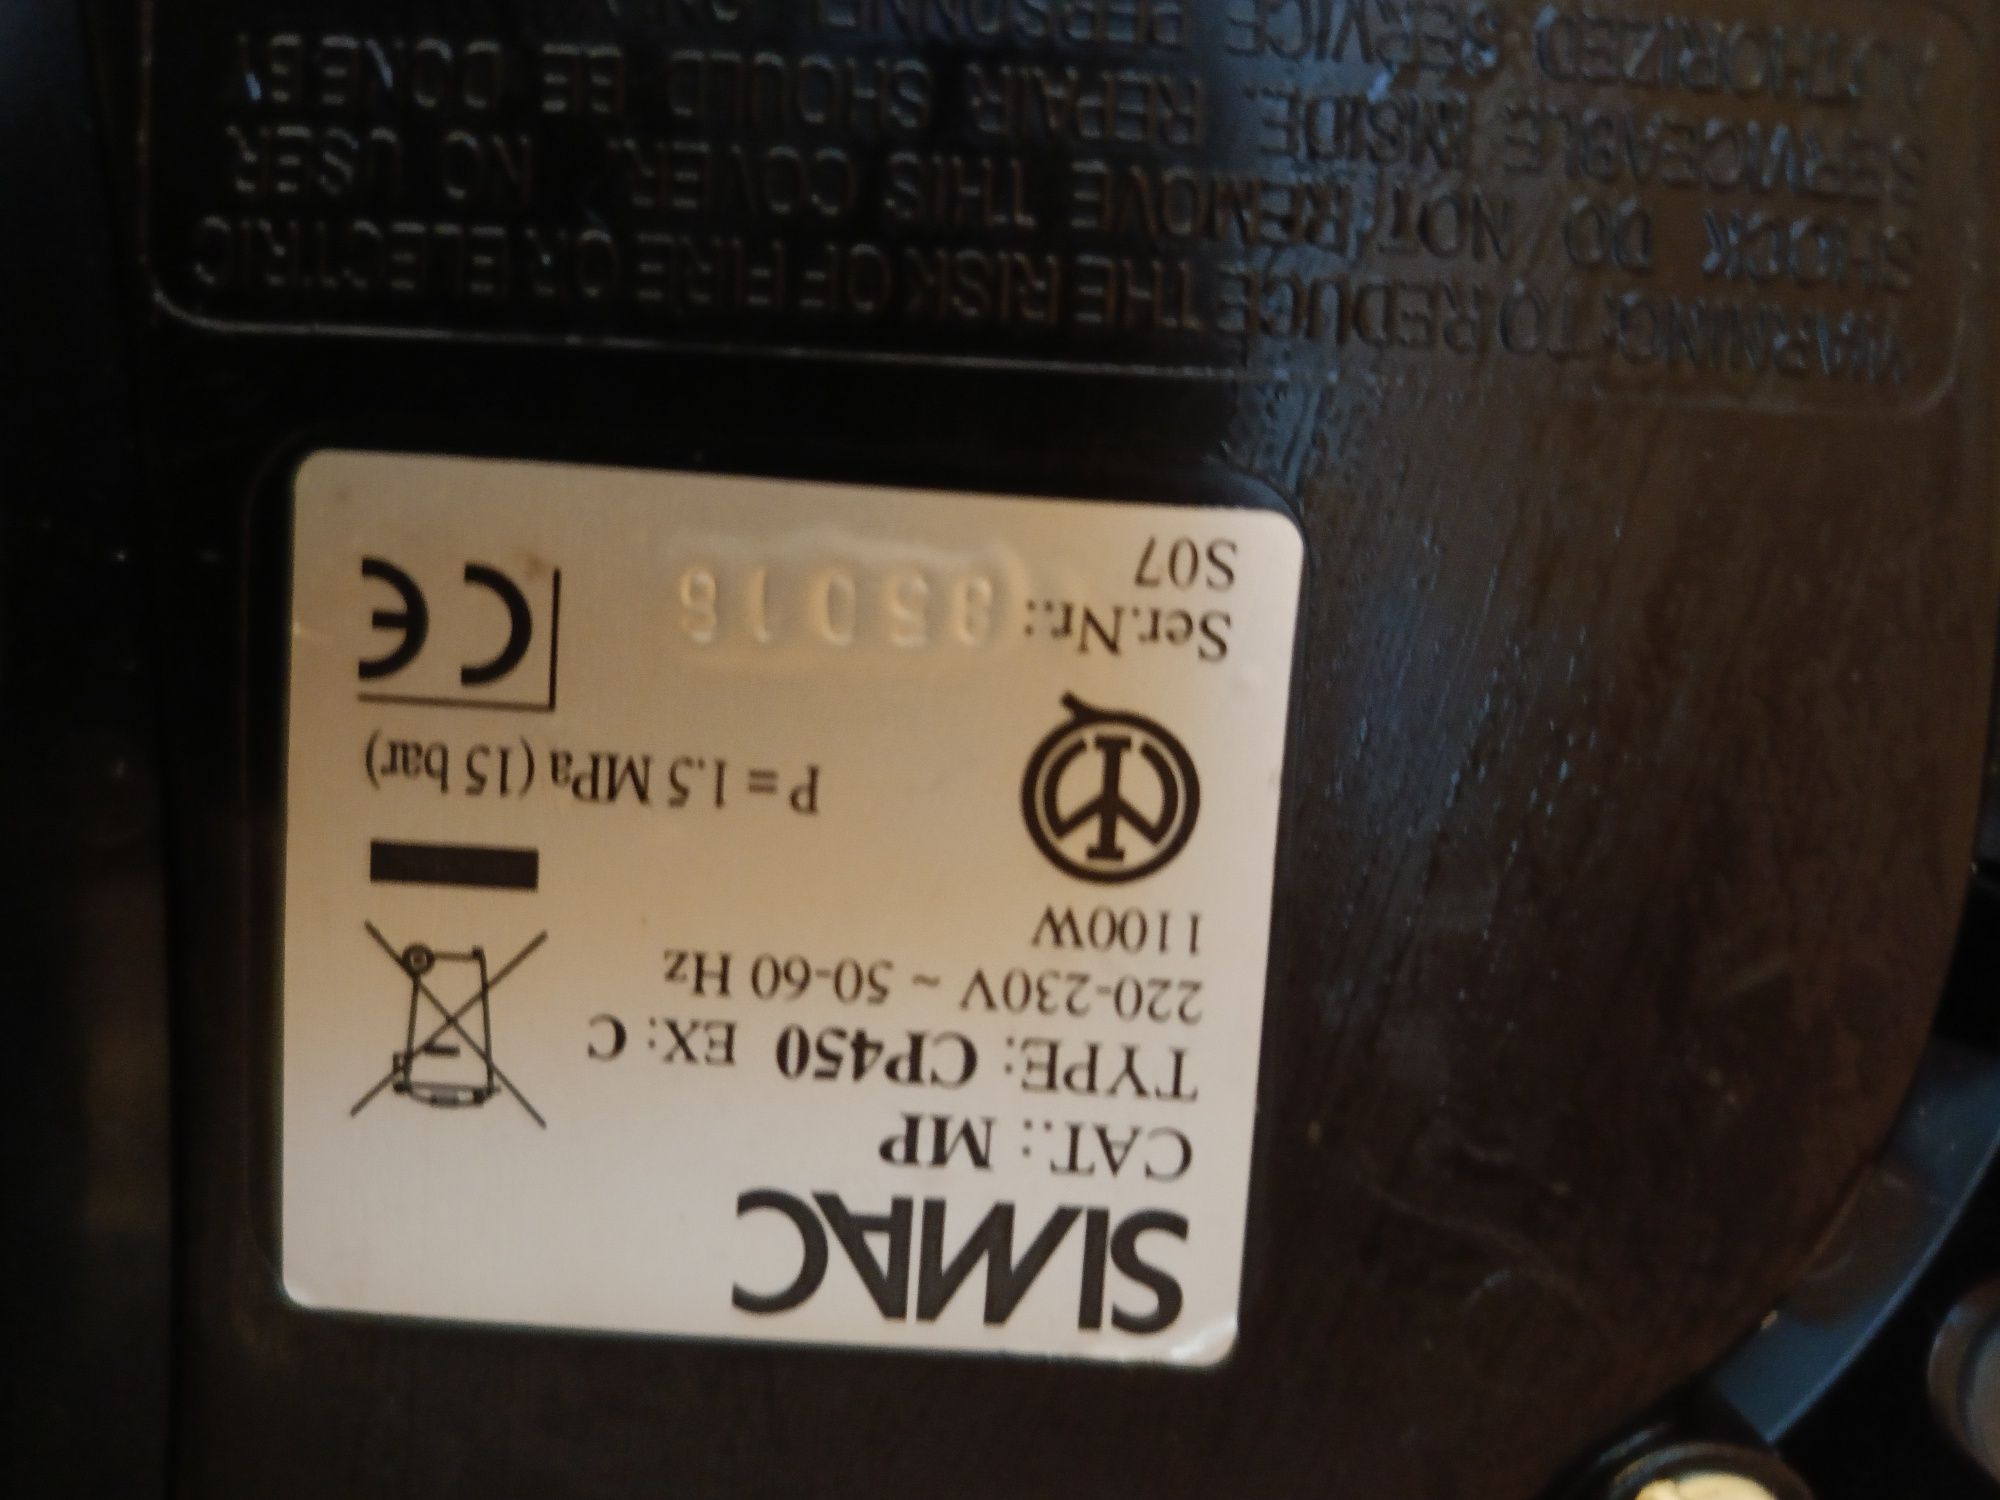 SIMAC
CAT.: MP
TYPE: CP450 EX: C
220-230V ~ 50-60 Hz
1100W
P = 1.5 MPa (15 bar)
CE
Ser.Nr.:
S07
WARNING: TO REDUCE THE RISK OF FIRE OR ELECTRIC
SHOCK DO NOT REMOVE THIS COVER. NO USER
SERVICEABLE INSIDE. REPAIR SHOULD BE DONE BY
AUTHORIZED SERVICE PERSONNEL ONLY